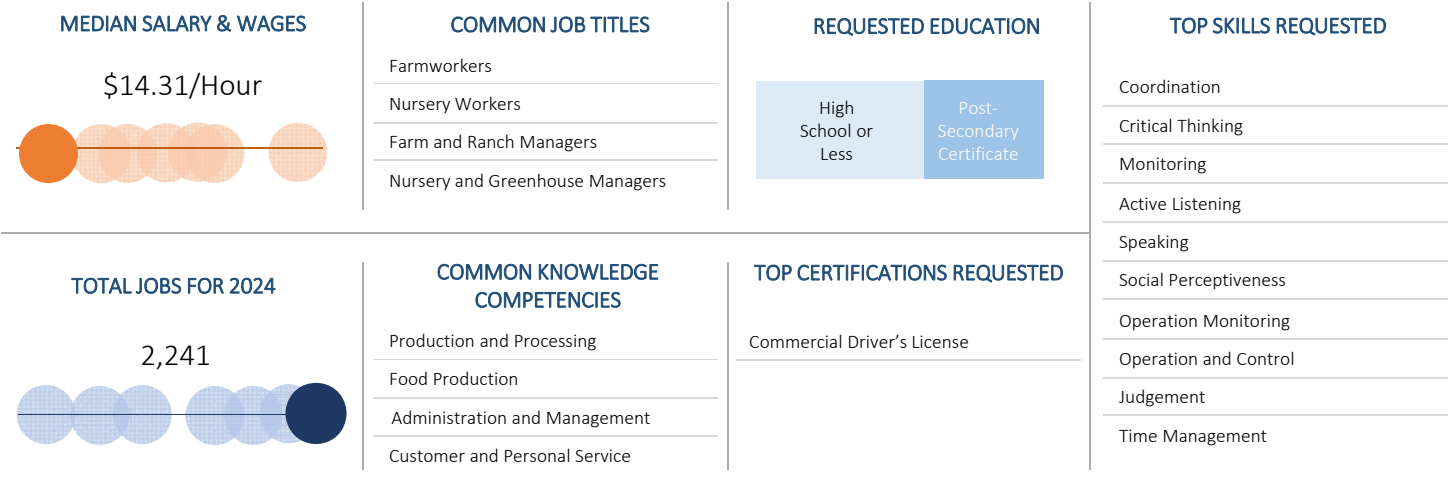 MEDIAN SALARY & WAGES
$14.31/Hour
COMMON JOB TITLES
Farmworkers
Nursery Workers
Farm and Ranch Managers
Nursery and Greenhouse Managers
REQUESTED EDUCATION
High
School or
Less
Post-
Secondary
Certificate
TOP SKILLS REQUESTED
Coordination
Critical Thinking
Monitoring
Active Listening
Speaking
Social Perceptiveness
Operation Monitoring
Operation and Control
Judgement
Time Management
TOTAL JOBS FOR 2024
2,241
COMMON KNOWLEDGE
COMPETENCIES
Production and Processing
Food Production
Administration and Management
Customer and Personal Service
TOP CERTIFICATIONS REQUESTED
Commercial Driver’s License